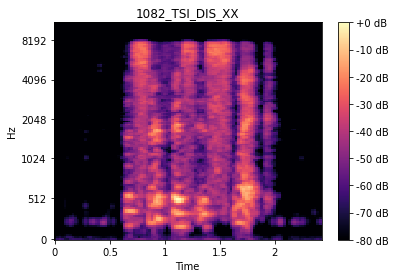 1082_TSI_DIS_XX
8192
4096
2048
1024
512
0
Hz
0
0.5
1
1.5
2
Time
+0 dB
-10 dB
-20 dB
-30 dB
-40 dB
-50 dB
-60 dB
-70 dB
-80 dB